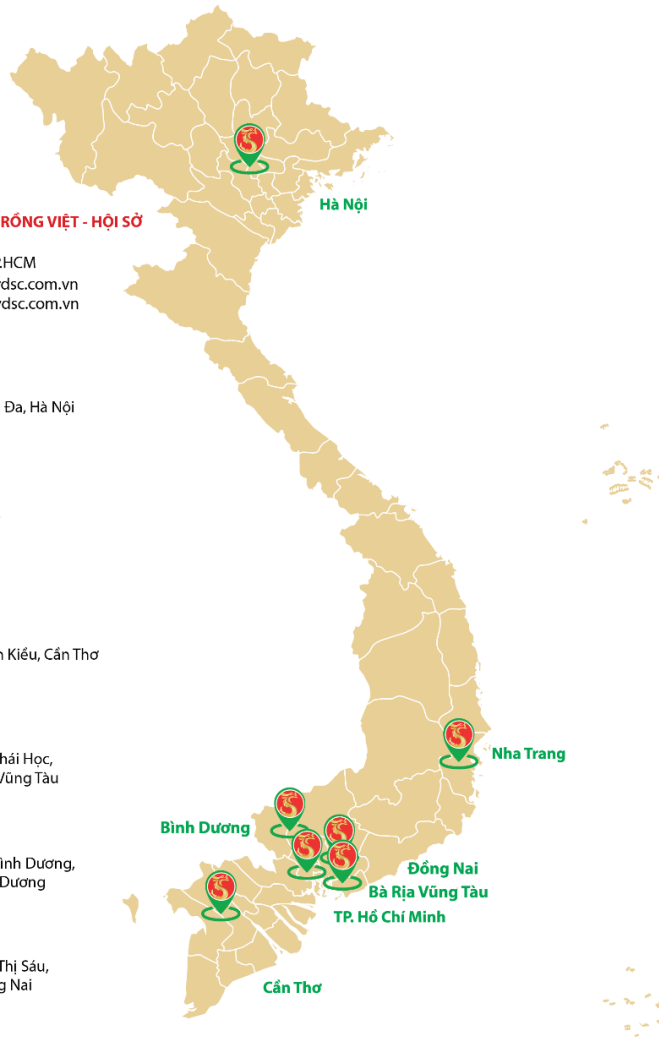 RỒNG VIỆT - HỘI SỞ
P.HCM
vdsc.com.vn
vdsc.com.vn
Đa, Hà Nội
Kiều, Cần Thơ
hái Học,
Vũng Tàu
ình Dương,
Dương
Thị Sáu,
g Nai
Hà Nội
Nha Trang
Bình Dương
Đồng Nai
Bà Rịa Vũng Tàu
TP. Hồ Chí Minh
Cần Thơ